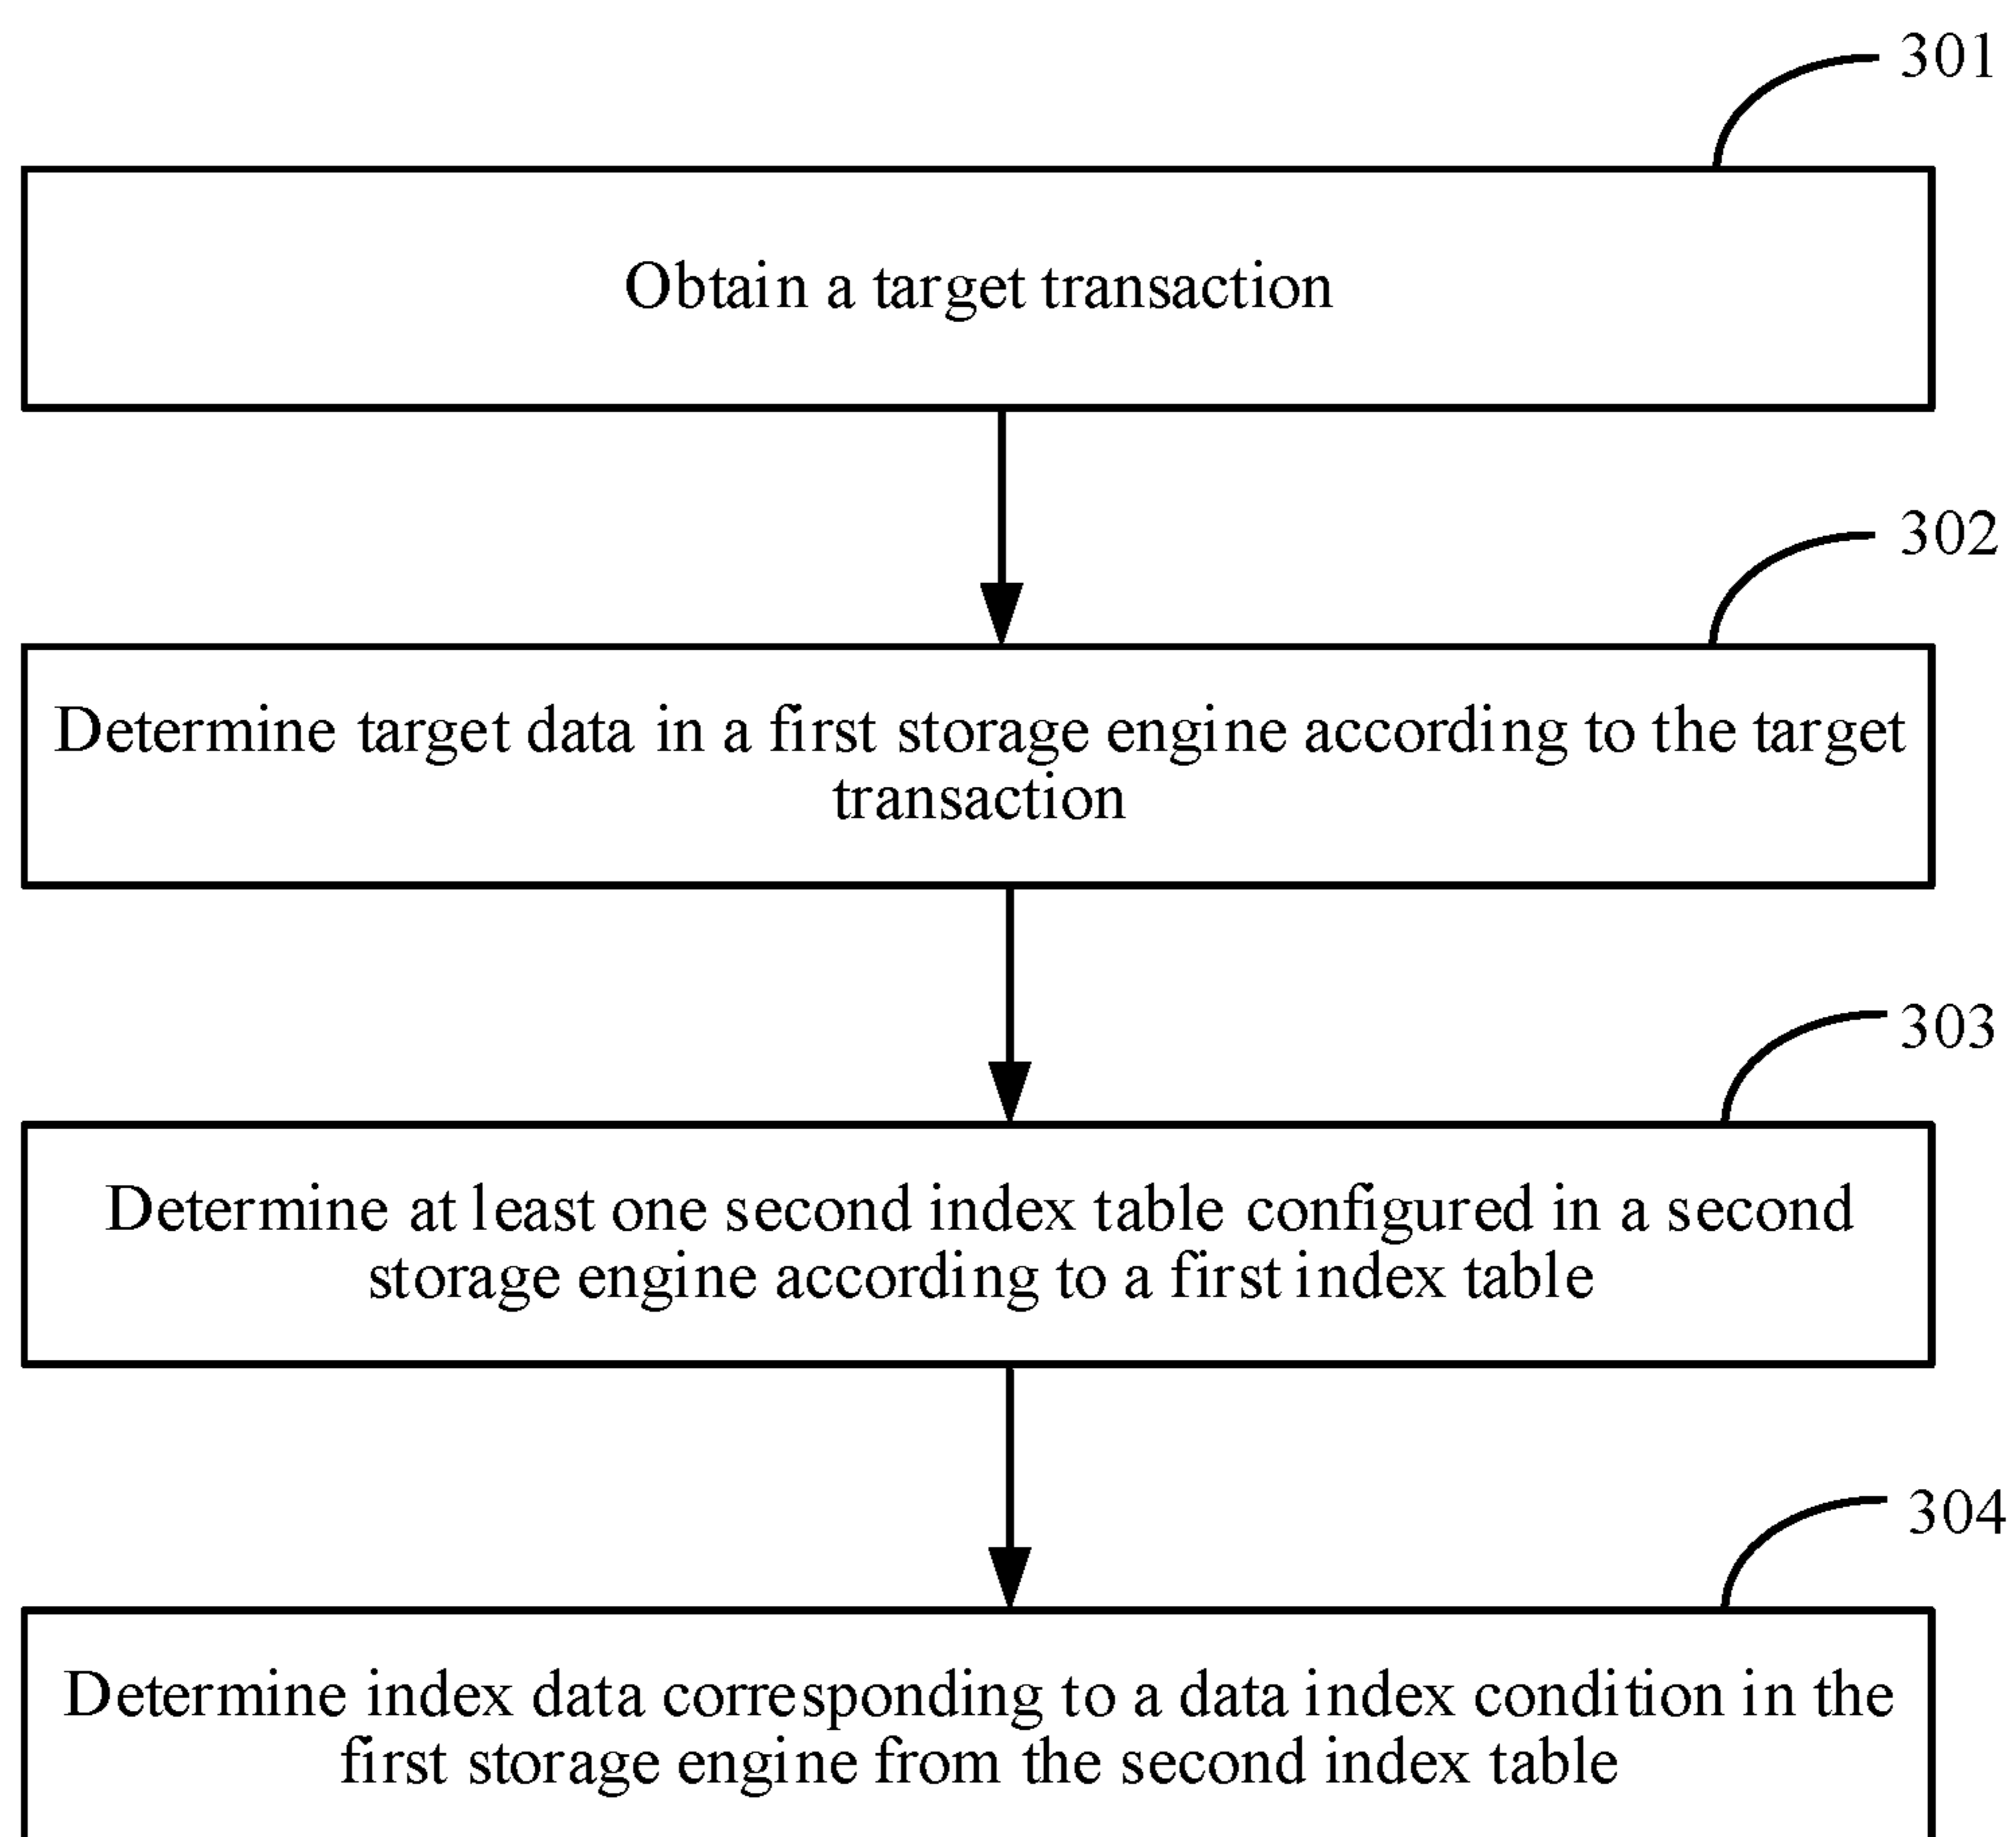 301
Obtain a target transaction
302
Determine target data in a first storage engine according to the target
transaction
303
Determine at least one second index table configured in a second
storage engine according to a first index table
304
Determine index data corresponding to a data index condition in the
first storage engine from the second index table